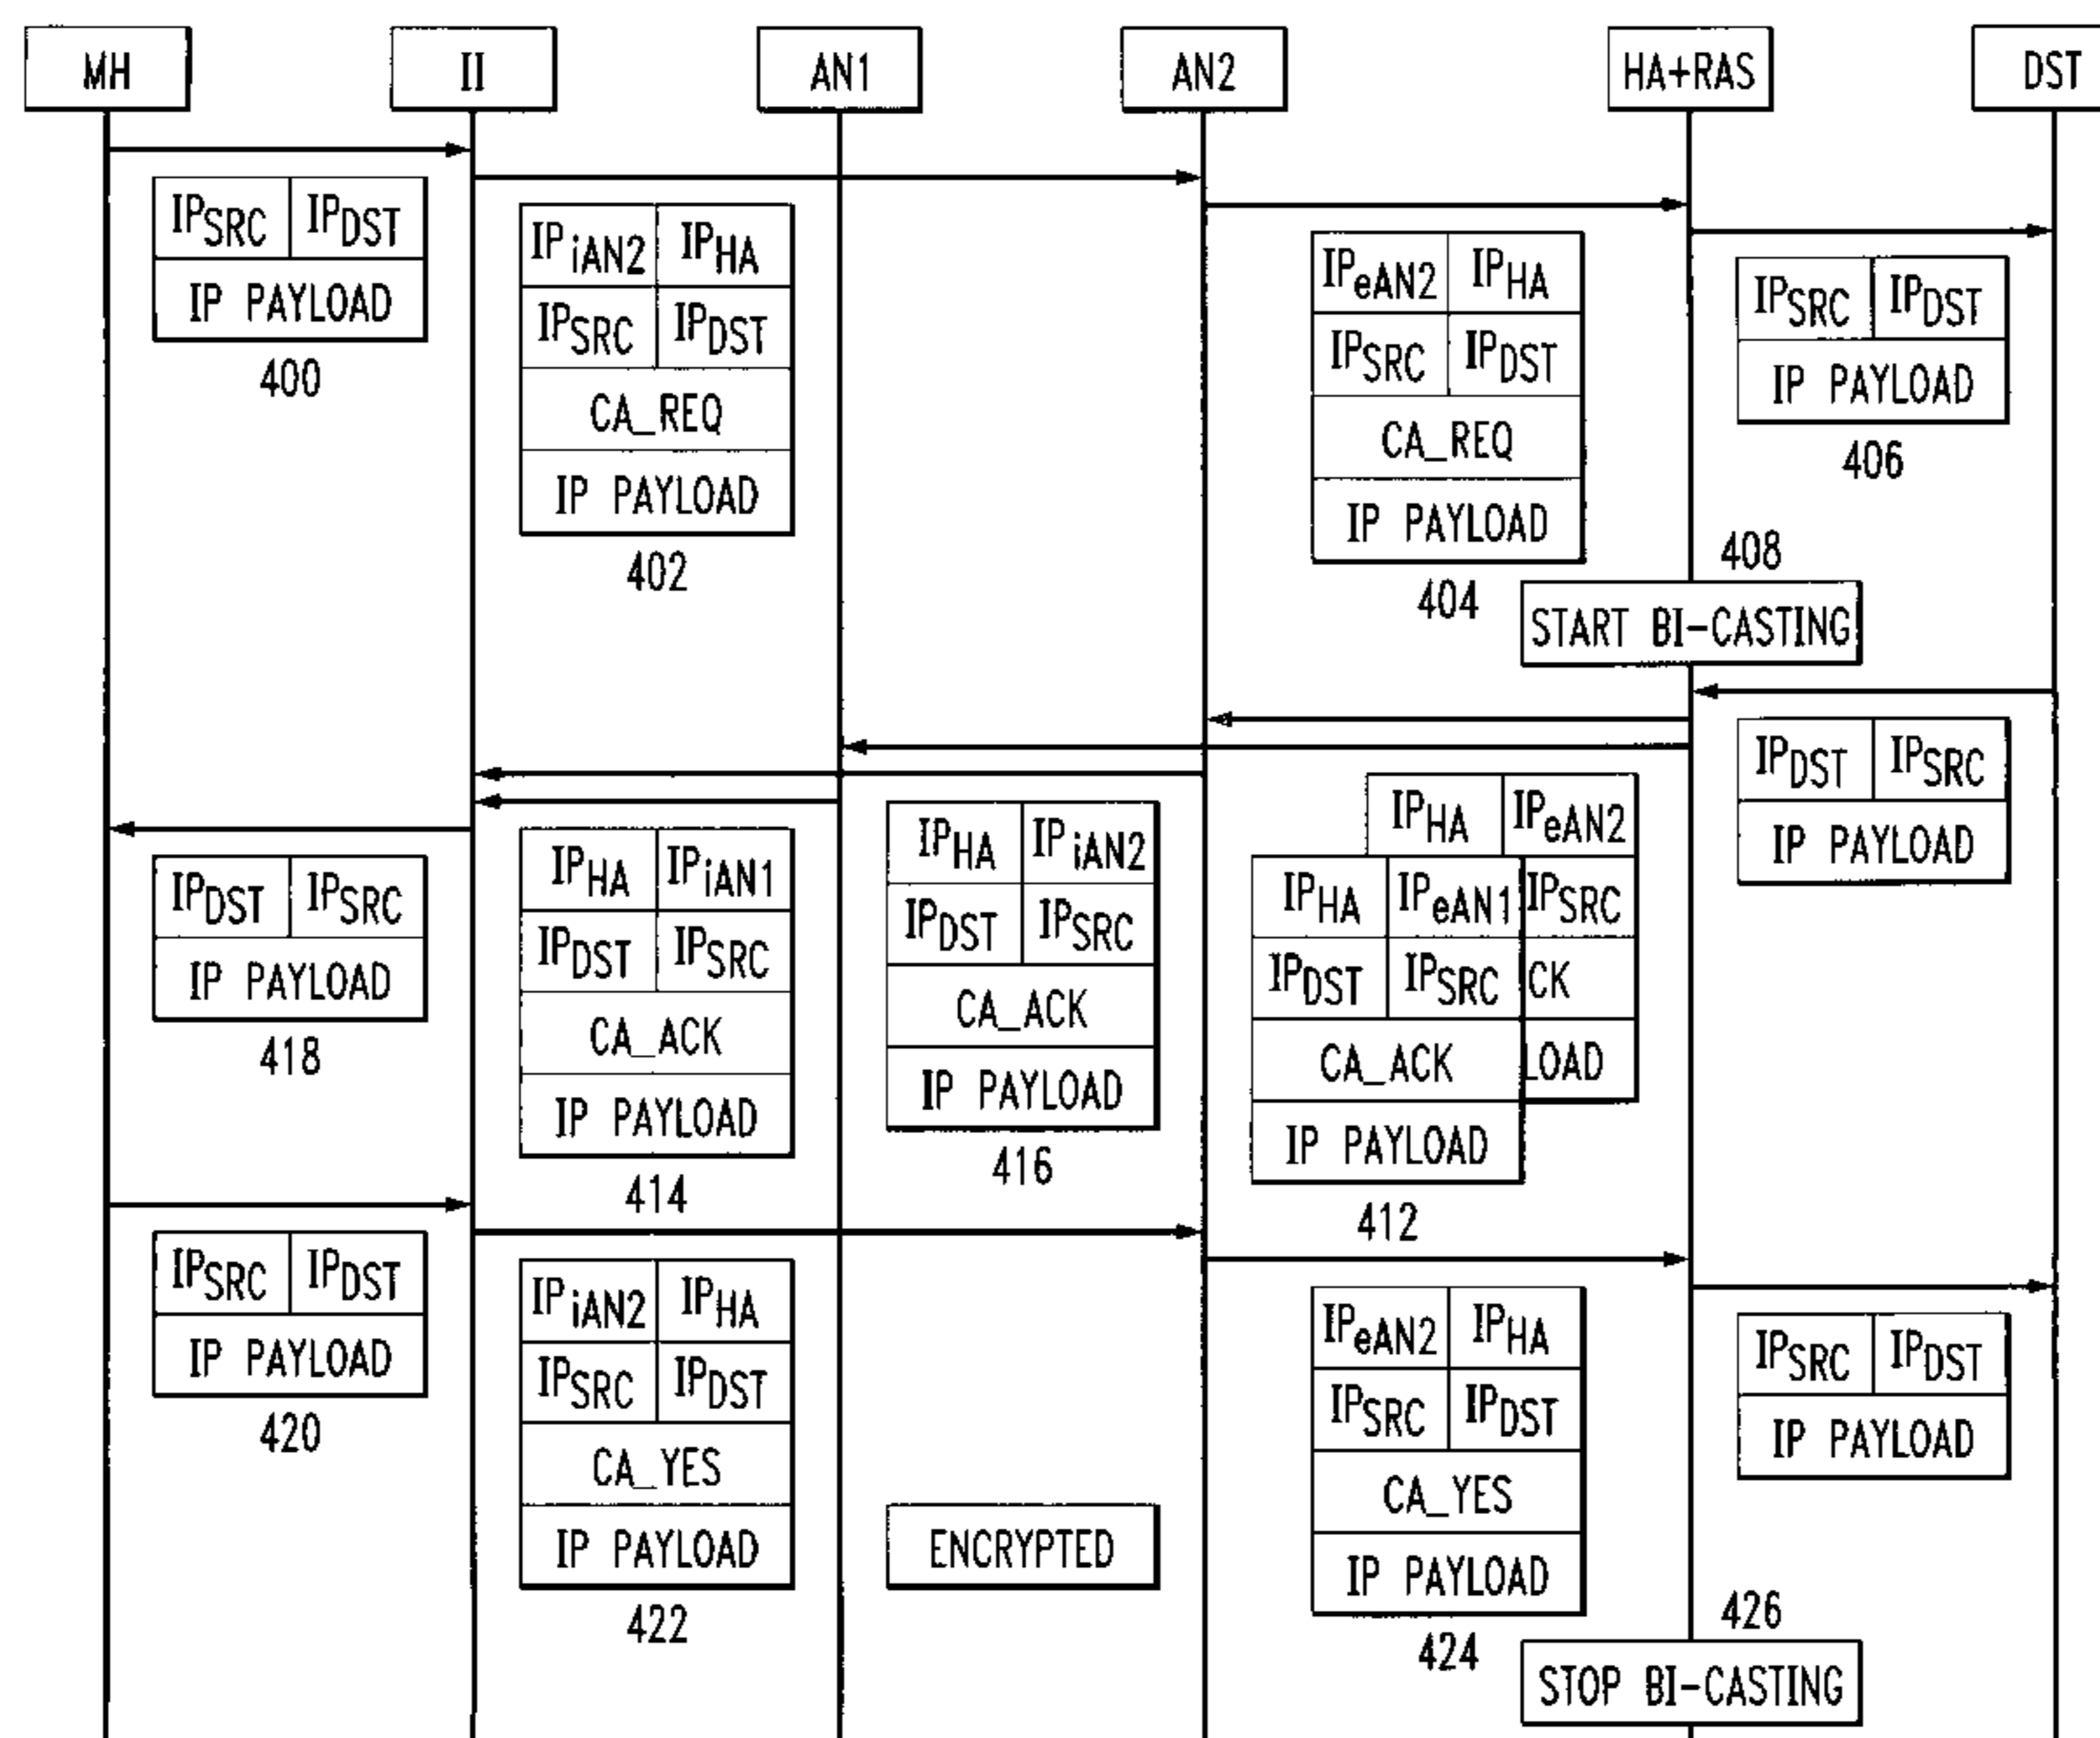 MH II AN1 AN2 HA+RAS DST
IPSRC IPDST
IP PAYLOAD
400
IPiAN2 IPHA
IPSRC IPDST
CA_REQ
IP PAYLOAD
402
IPeAN2 IPHA
IPSRC IPDST
CA_REQ
IP PAYLOAD
404
IPSRC IPDST
IP PAYLOAD
406
408
START BI-CASTING
IPDST IPSRC
IP PAYLOAD
IPHA IPeAN2
IPSRC
CK
LOAD
IPHA IPeAN1
IPDST IPSRC
CA_ACK
IP PAYLOAD
412
IPHA IPiAN2
IPDST IPSRC
CA_ACK
IP PAYLOAD
416
IPHA IPiAN1
IPDST IPSRC
CA_ACK
IP PAYLOAD
414
IPDST IPSRC
IP PAYLOAD
418
IPSRC IPDST
IP PAYLOAD
420
IPiAN2 IPHA
IPSRC IPDST
CA_YES
IP PAYLOAD
422
ENCRYPTED
IPeAN2 IPHA
IPSRC IPDST
CA_YES
IP PAYLOAD
424
IPSRC IPDST
IP PAYLOAD
426
STOP BI-CASTING